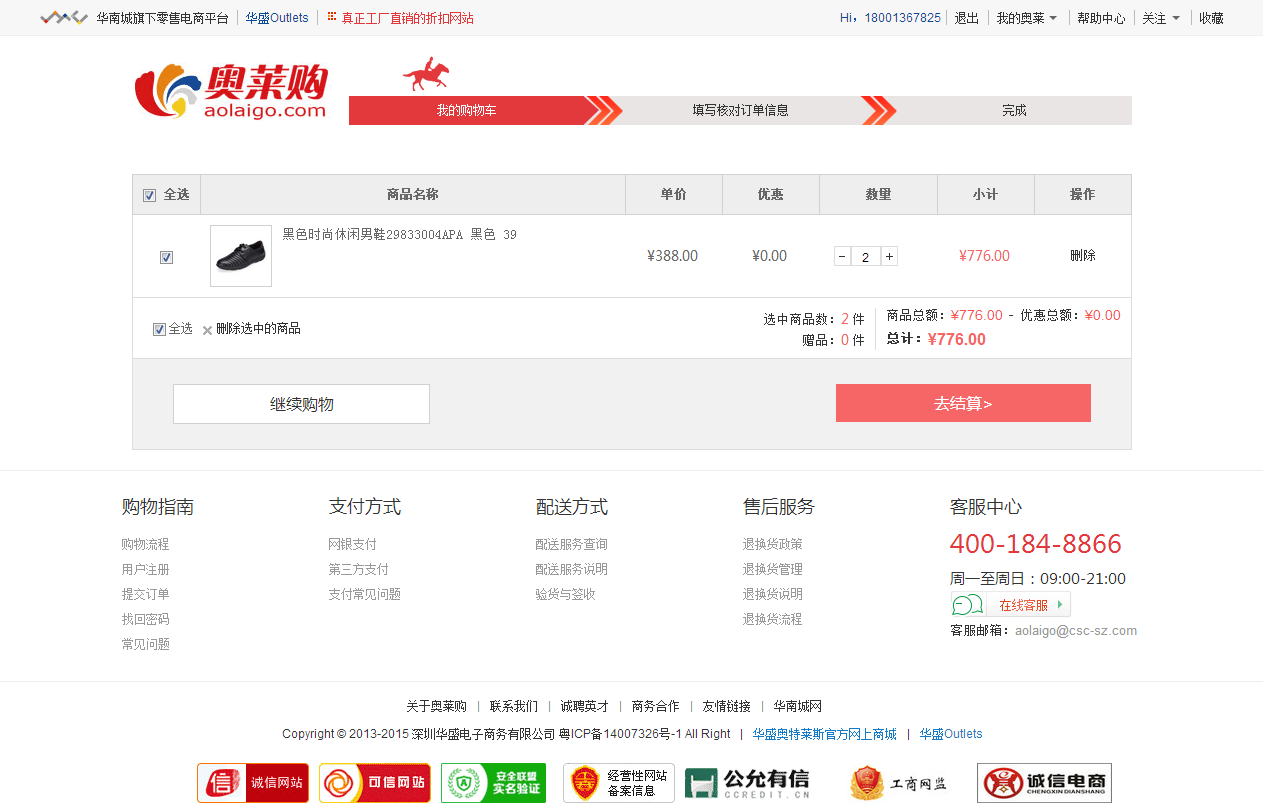 华南城旗下零售电商平台 华盛Outlets 真正工厂直销的折扣网站 Hi，18001367825 退出 我的奥莱 帮助中心 关注 收藏
奥莱购
aolaigo.com
我的购物车 填写核对订单信息 完成
全选 商品名称 单价 优惠 数量 小计 操作
黑色时尚休闲男鞋29833004APA 黑色 39
¥388.00 ¥0.00 - 2 + ¥776.00 删除
全选 删除选中的商品 选中商品数：2 件 商品总额：¥776.00 - 优惠总额：¥0.00
赠品：0 件 总计：¥776.00
继续购物 去结算>
购物指南 支付方式 配送方式 售后服务 客服中心
购物流程 网银支付 配送服务查询 退换货政策 400-184-8866
用户注册 第三方支付 配送服务说明 退换货管理 周一至周日：09:00-21:00
提交订单 支付常见问题 验货与签收 退换货说明 在线客服
找回密码 退换货流程 客服邮箱：aolaigo@csc-sz.com
常见问题
关于奥莱购 | 联系我们 | 诚聘英才 | 商务合作 | 友情链接 | 华南城网
Copyright © 2013-2015 深圳华盛电子商务有限公司 粤ICP备14007326号-1 All Right | 华盛奥特莱斯官方网上商城 | 华盛Outlets
信 诚信网站 可信网站 安全联盟 实名验证 经营性网站 备案信息 公允有信 CCREDIT.CN 工商网监 诚信电商 CHENGXINDIANSHANG